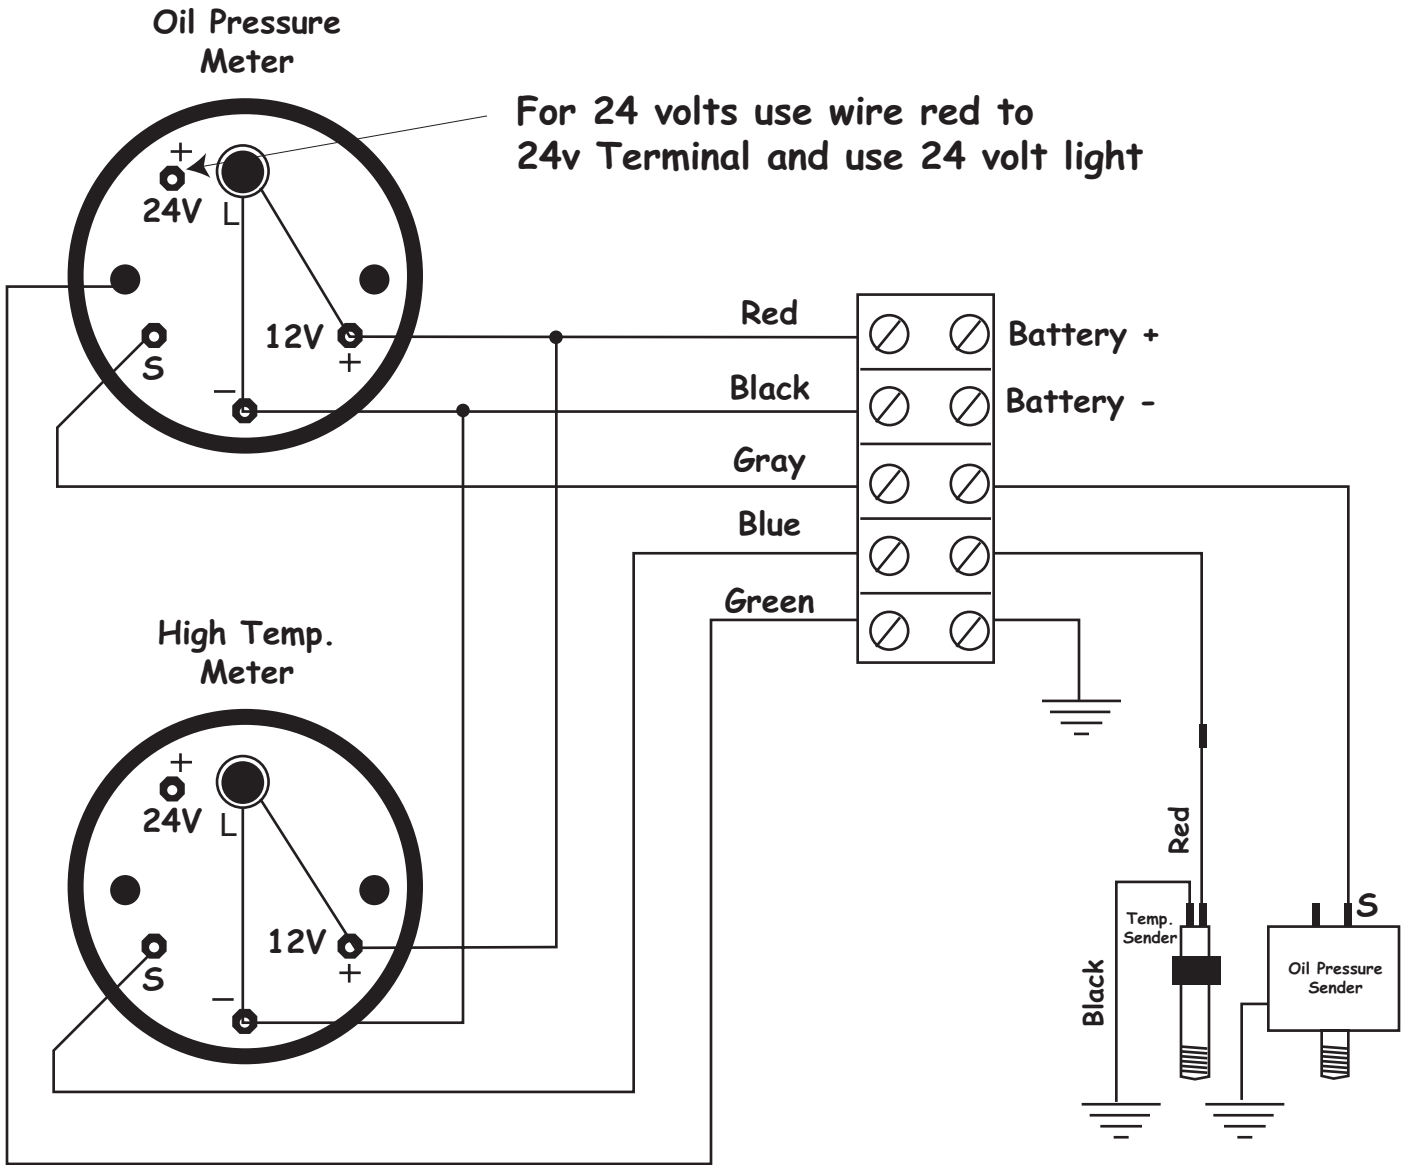 Oil Pressure
Meter
For 24 volts use wire red to
24v Terminal and use 24 volt light
+
24V
L
12V
+
S
−
Red
Battery +
Black
Battery -
Gray
Blue
Green
High Temp.
Meter
+
24V
L
12V
+
S
−
Red
Black
Temp.
Sender
S
Oil Pressure
Sender